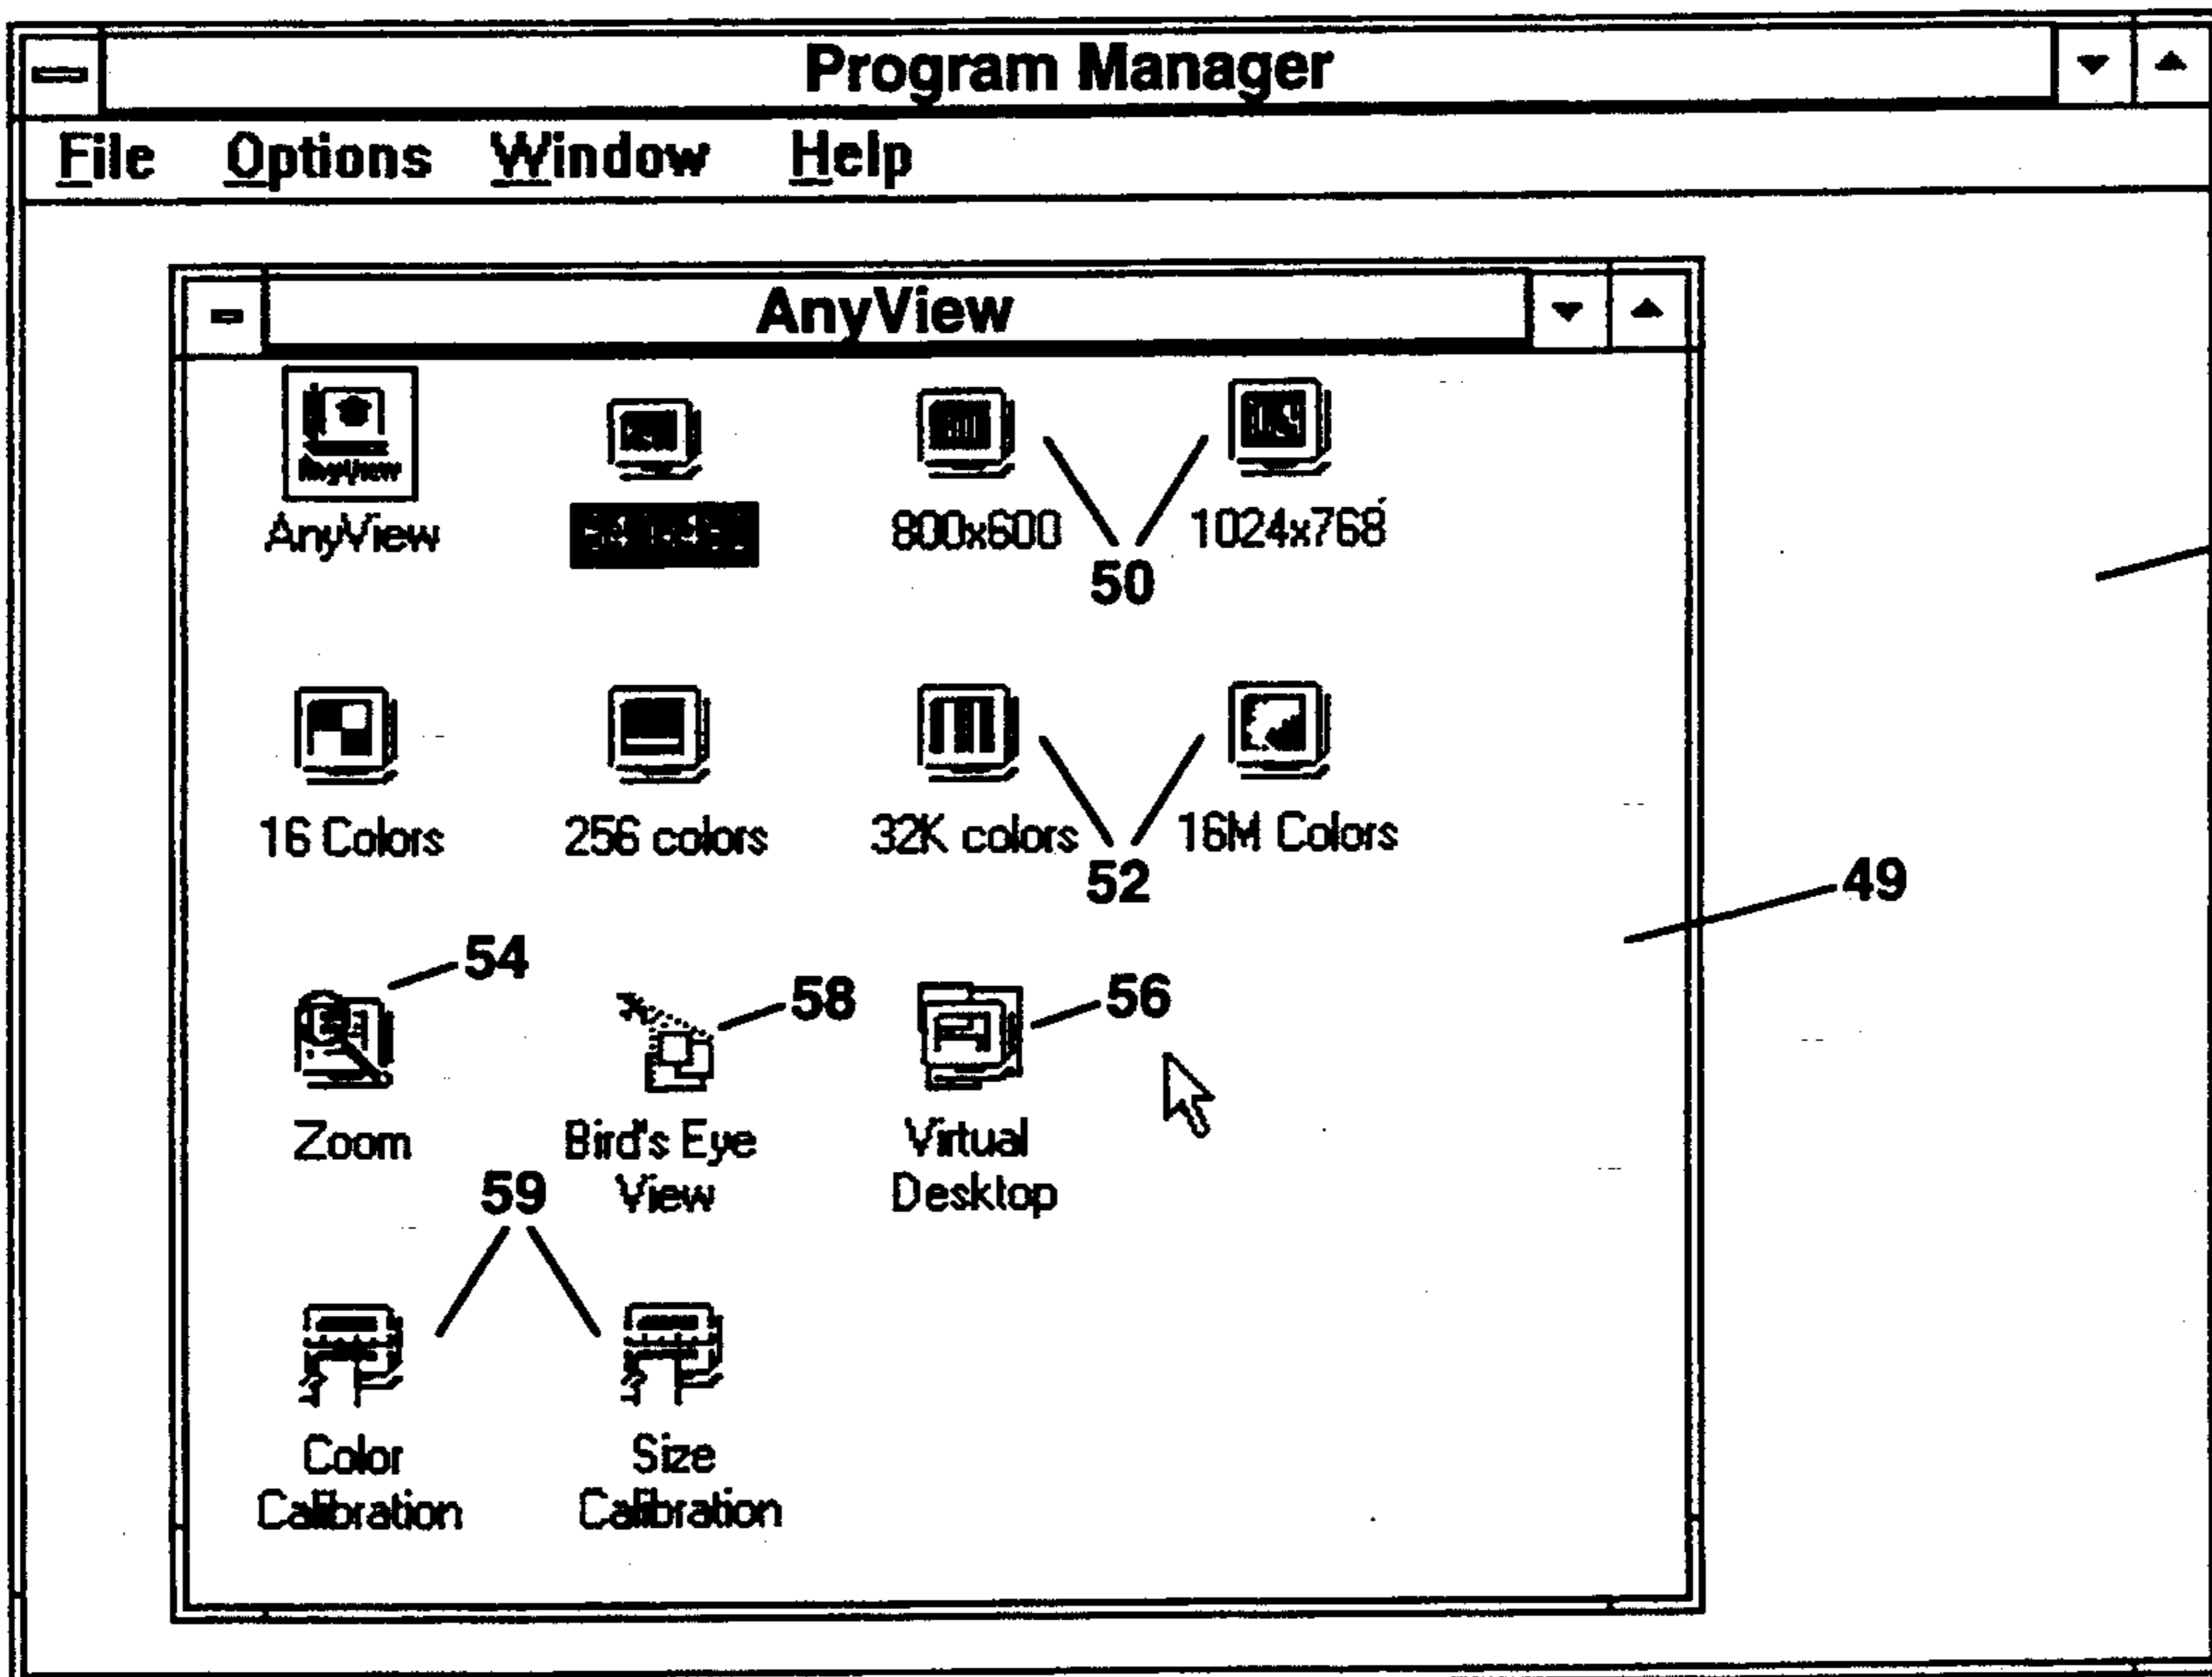 Program Manager
File Options Window Help
AnyView
AnyView
AnyView 800x600 1024x768
50
16 Colors 256 colors 32K colors 16M Colors
52
49
54 58 56
Zoom Bird's Eye View Virtual Desktop
59
Color Calibration Size Calibration